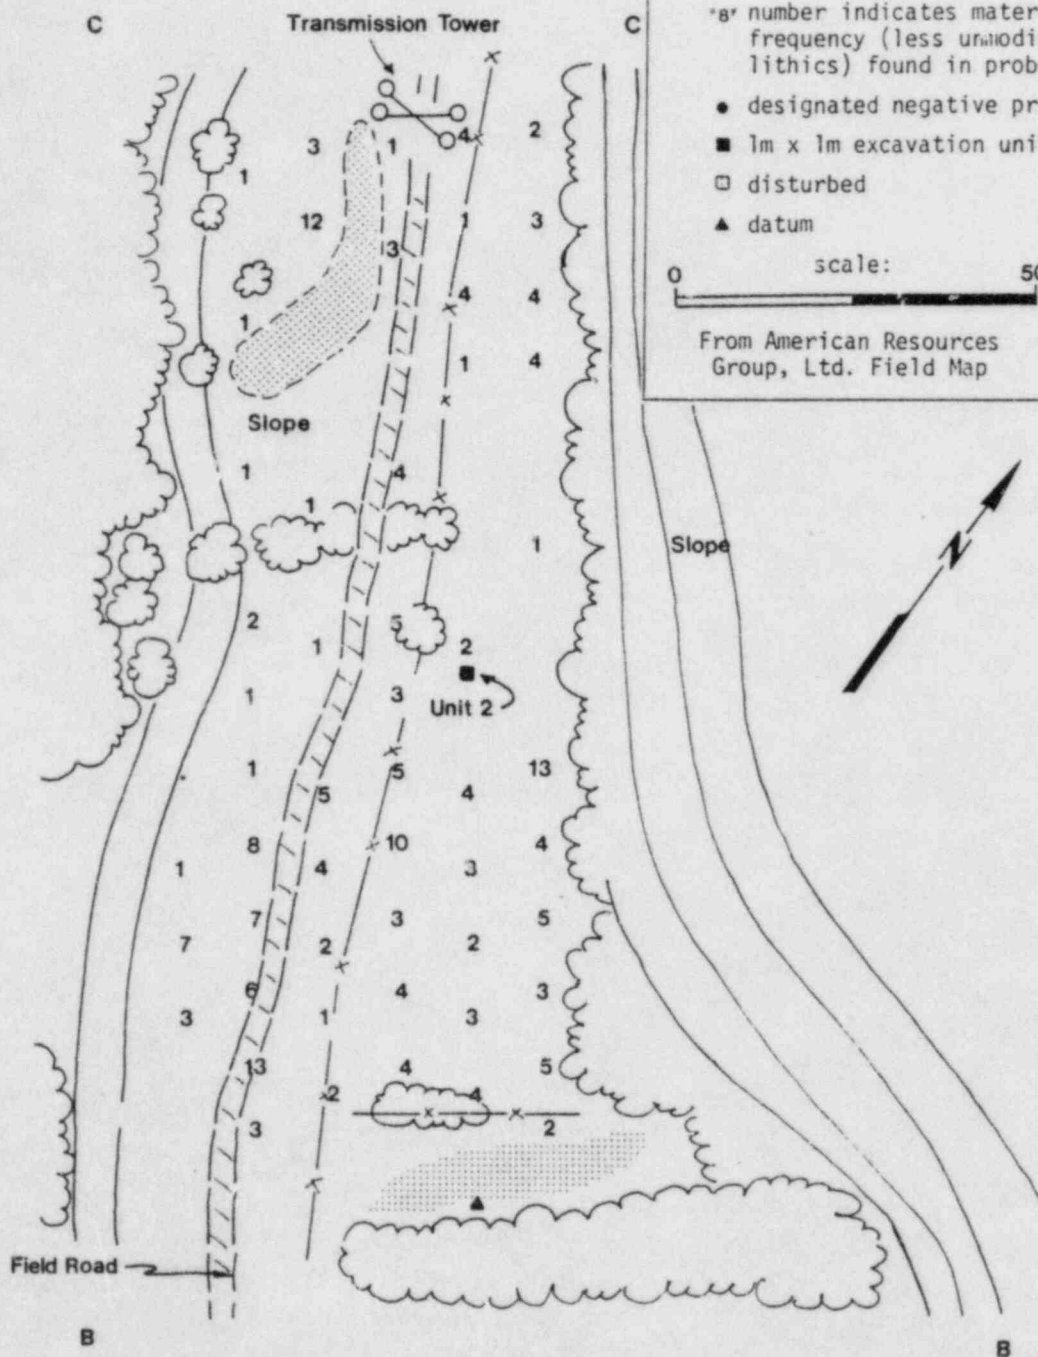 C
Transmission Tower
C
"8" number indicates mater
frequency (less unmodi
lithics) found in prob
● designated negative pr
■ 1m x 1m excavation uni
disturbed
▲ datum
scale:
0 50
From American Resources
Group, Ltd. Field Map
4 2
3 1
1
12 1 3
3
4 4
1
1 4
Slope
1 4
1
Slope
1
N
2 5
1 2
1 3
Unit 2
1 5 13
5 4
8 10 4
1 4 3
7 3 5
7 2 2
6 4 3
3 1 3
13 4 5
2 4
3 2
Field Road
B
B